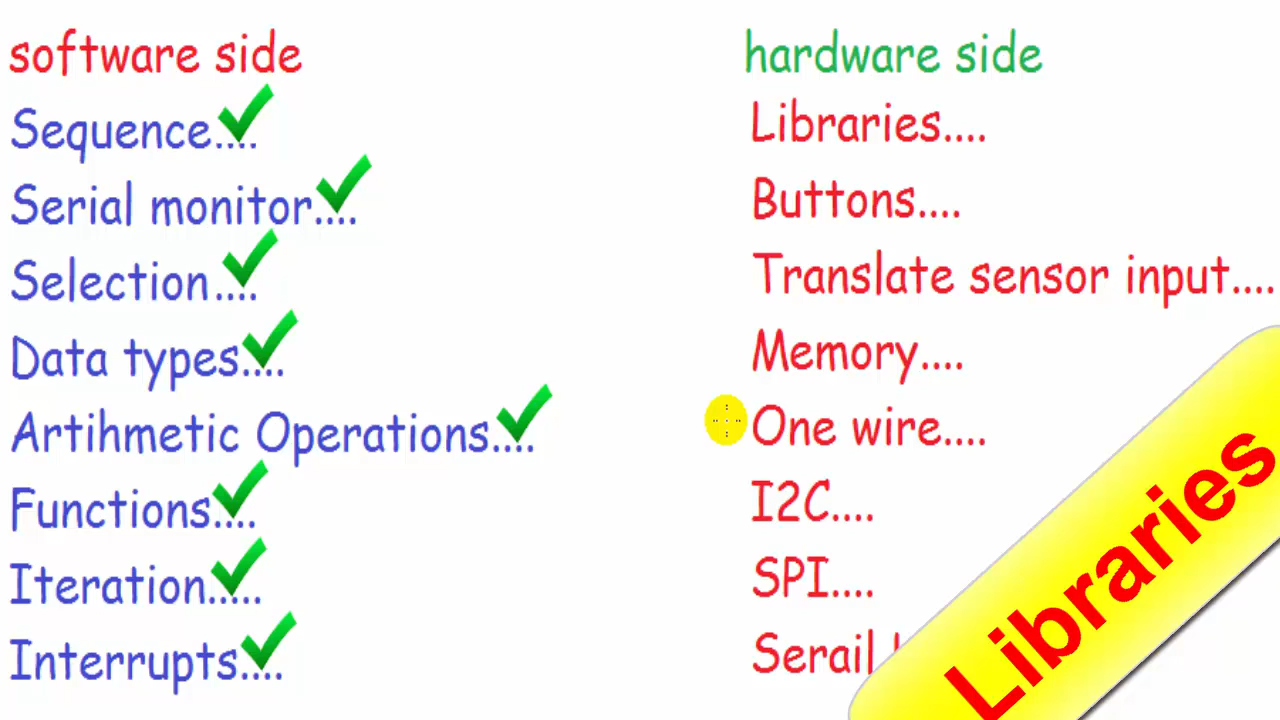 software side
Sequence....
Serial monitor....
Selection....
Data types....
Artihmetic Operations....
Functions....
Iteration.....
Interrupts....
hardware side
Libraries....
Buttons....
Translate sensor input....
Memory....
One wire....
I2C....
SPI....
Serail
Libraries